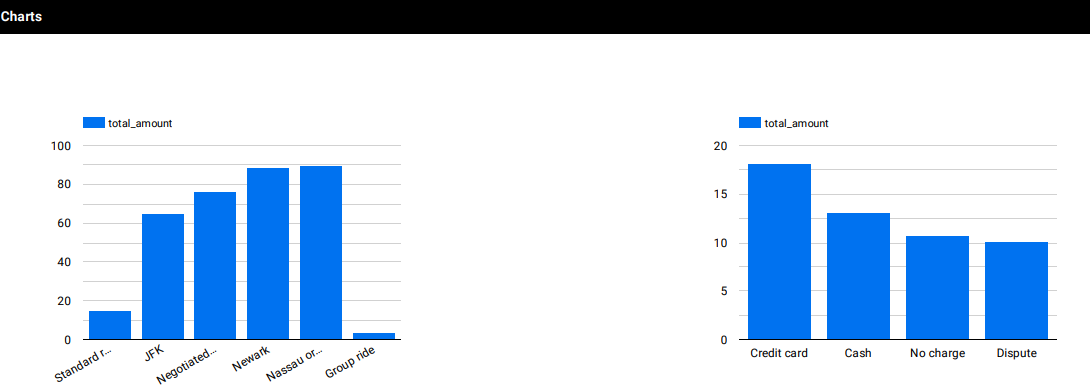 Charts
total_amount
100
80
60
40
20
0
Standard r...
JFK
Negotiated...
Newark
Nassau or...
Group ride
total_amount
20
15
10
5
0
Credit card
Cash
No charge
Dispute